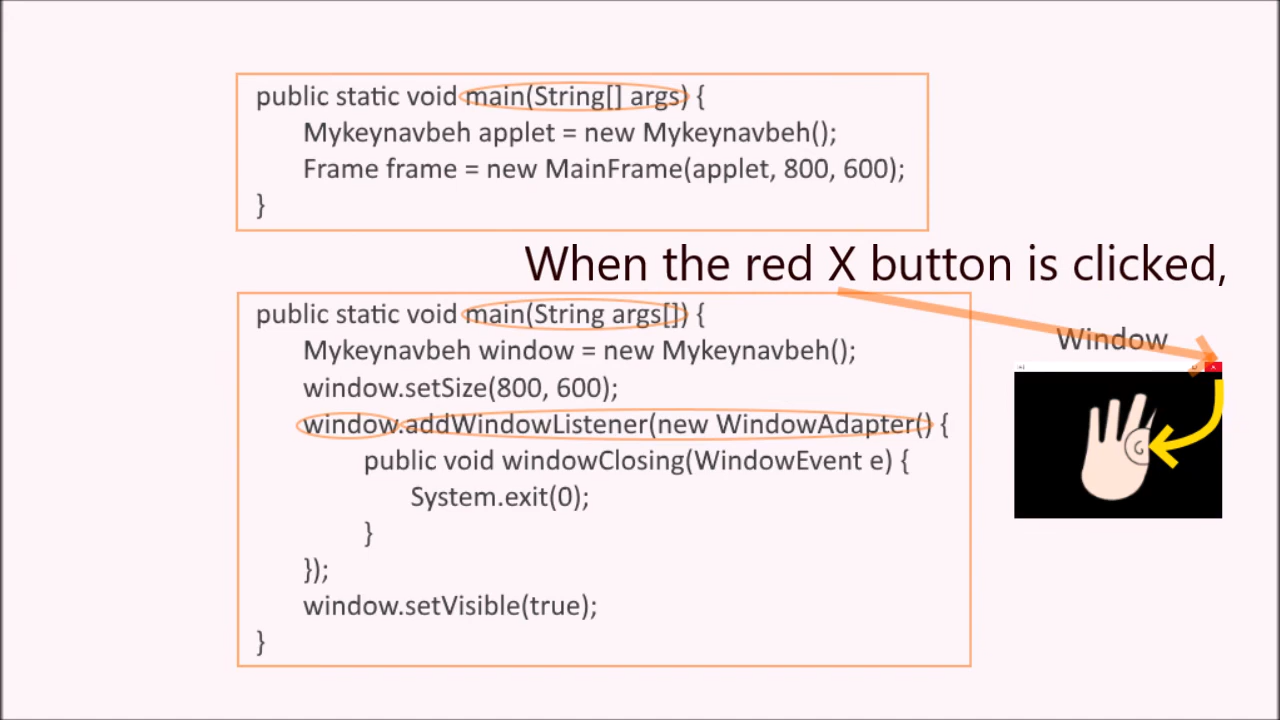 public static void main(String[] args) {
Mykeynavbeh applet = new Mykeynavbeh();
Frame frame = new MainFrame(applet, 800, 600);
}
When the red X button is clicked,
public static void main(String args[]) {
Mykeynavbeh window = new Mykeynavbeh();
window.setSize(800, 600);
window.addWindowListener(new WindowAdapter() {
public void windowClosing(WindowEvent e) {
System.exit(0);
}
});
window.setVisible(true);
}
Window